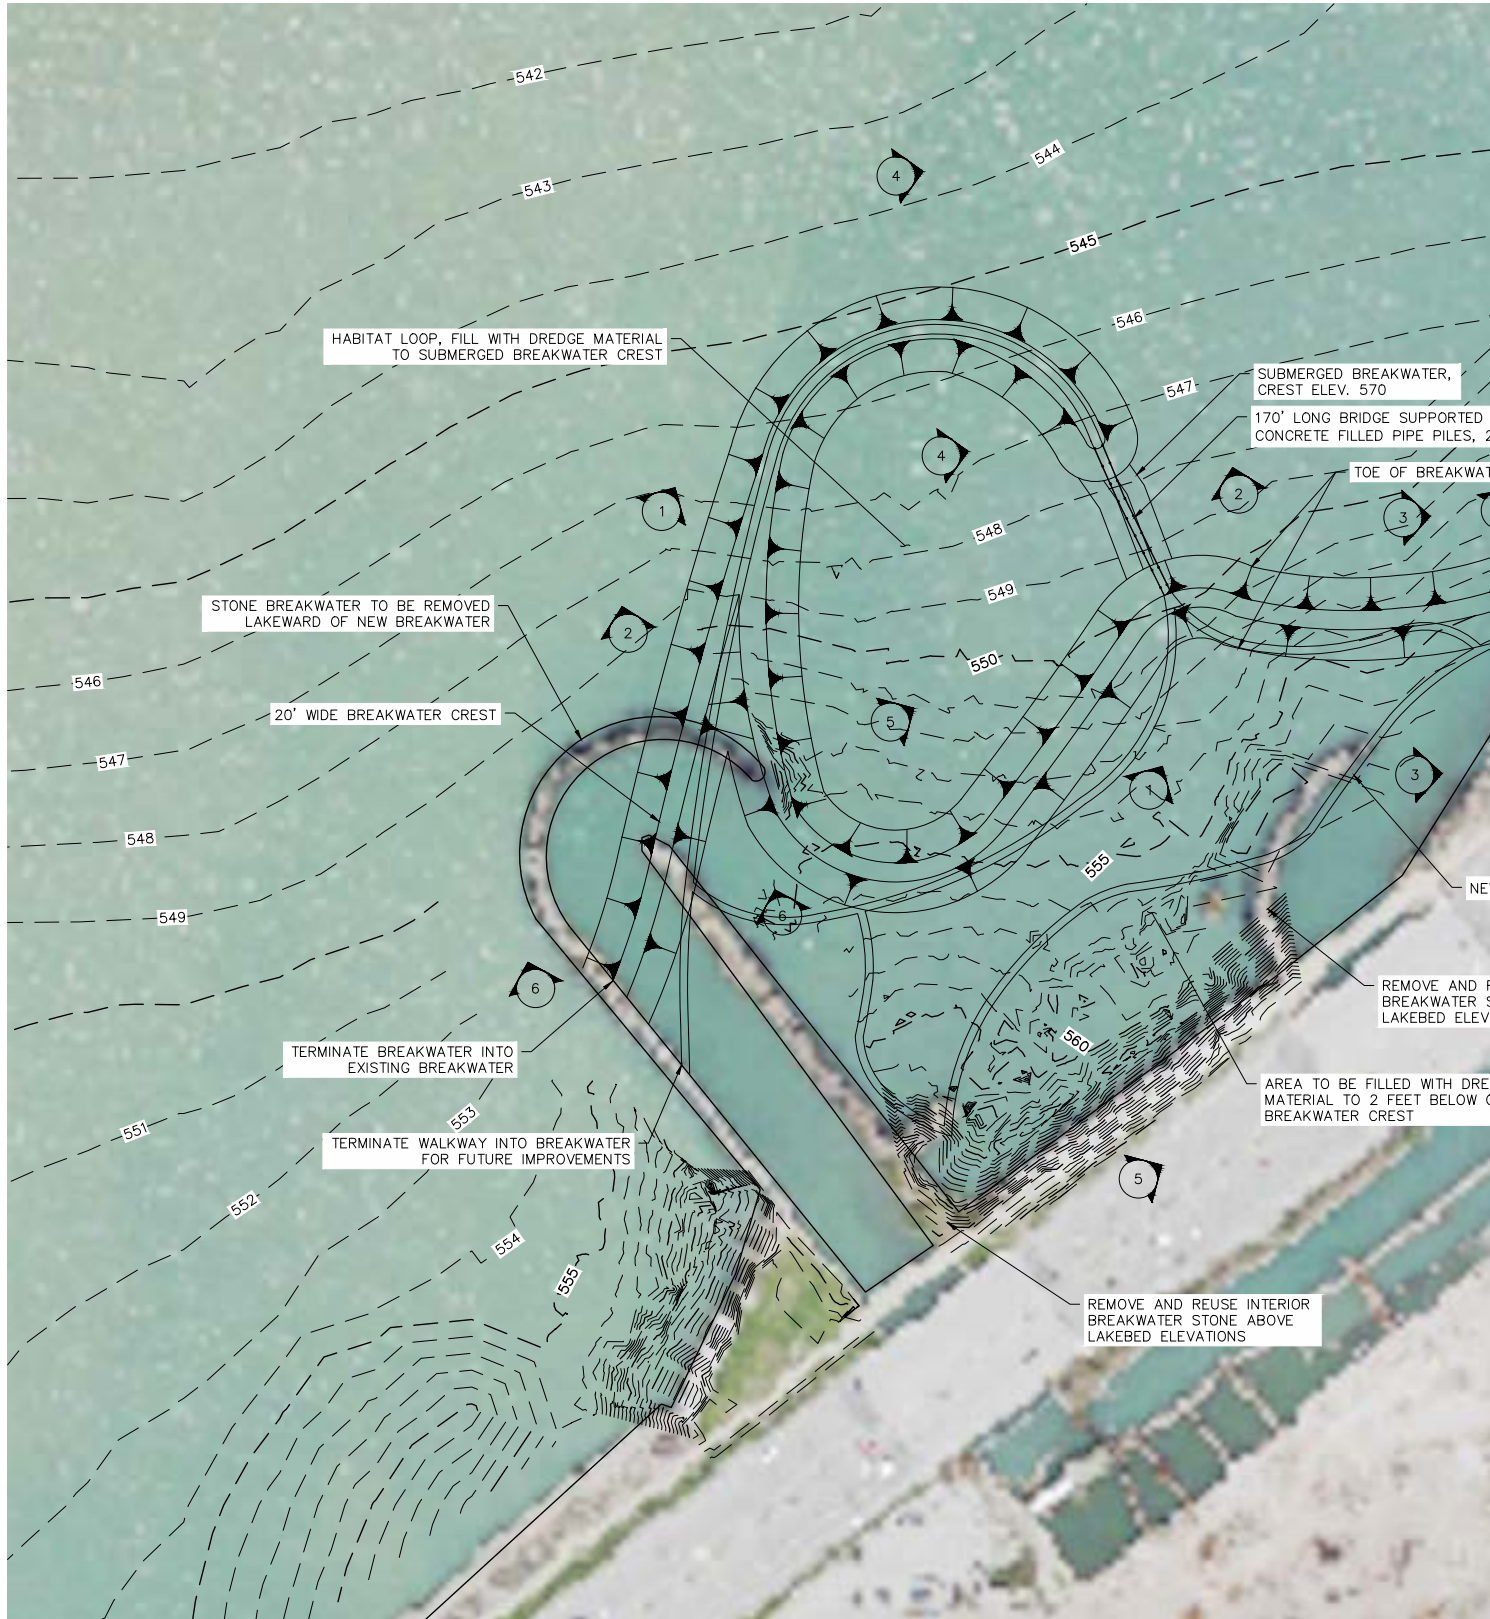 542
543
544
4
545
546
HABITAT LOOP, FILL WITH DREDGE MATERIAL
TO SUBMERGED BREAKWATER CREST
547
SUBMERGED BREAKWATER,
CREST ELEV. 570
170' LONG BRIDGE SUPPORTED
CONCRETE FILLED PIPE PILES, 2
4
TOE OF BREAKWAT
1
2
3
548
549
STONE BREAKWATER TO BE REMOVED
LAKEWARD OF NEW BREAKWATER
2
550
546
20' WIDE BREAKWATER CREST
5
547
1
3
548
555
NE
549
6
6
REMOVE AND
BREAKWATER
LAKEBED ELEV
560
TERMINATE BREAKWATER INTO
EXISTING BREAKWATER
AREA TO BE FILLED WITH DRE
MATERIAL TO 2 FEET BELOW
BREAKWATER CREST
553
551
TERMINATE WALKWAY INTO BREAKWATER
FOR FUTURE IMPROVEMENTS
5
552
554
555
REMOVE AND REUSE INTERIOR
BREAKWATER STONE ABOVE
LAKEBED ELEVATIONS